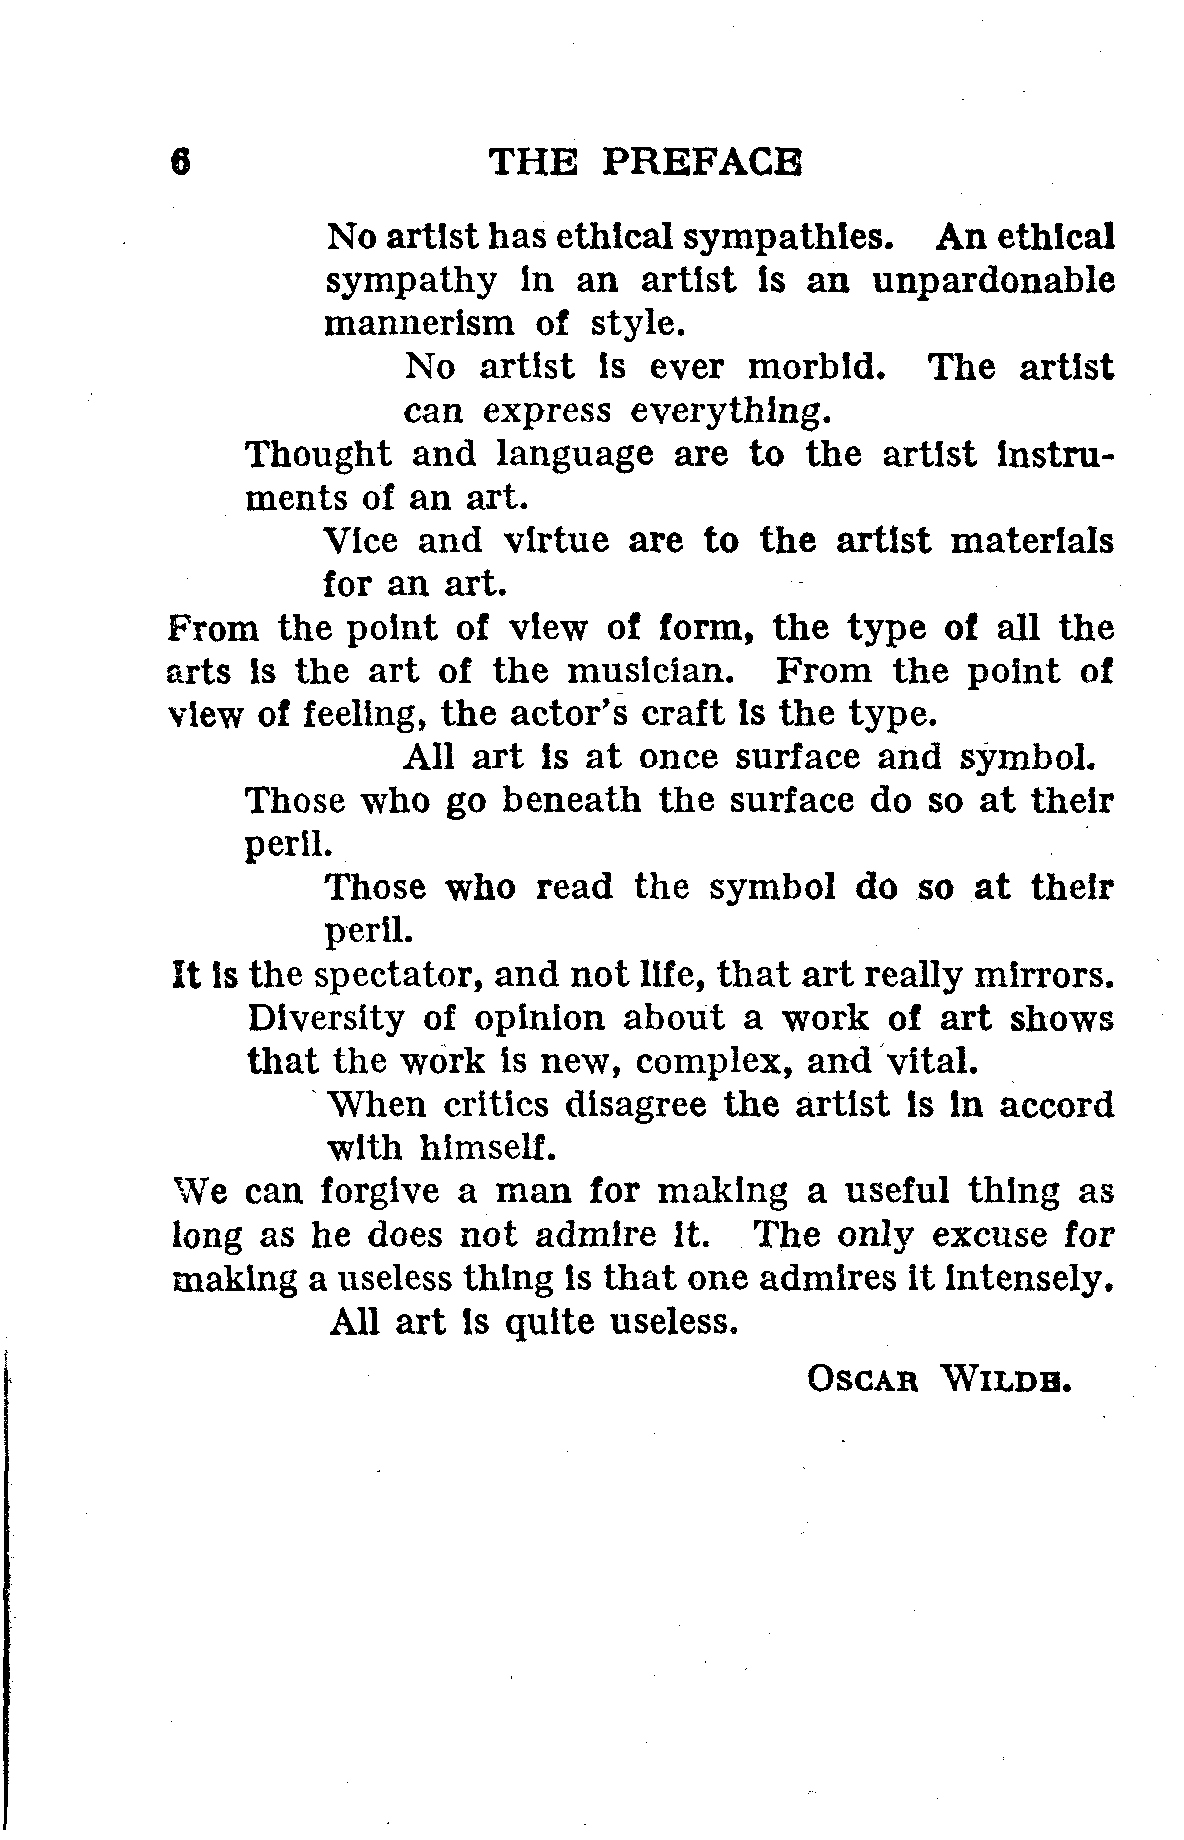 6 THE PREFACE
No artist has ethical sympathies. An ethical
sympathy in an artist is an unpardonable
mannerism of style.
No artist is ever morbid. The artist
can express everything.
Thought and language are to the artist instru-
ments of an art.
Vice and virtue are to the artist materials
for an art.
From the point of view of form, the type of all the
arts is the art of the musician. From the point of
view of feeling, the actor's craft is the type.
All art is at once surface and symbol.
Those who go beneath the surface do so at their
peril.
Those who read the symbol do so at their
peril.
It is the spectator, and not life, that art really mirrors.
Diversity of opinion about a work of art shows
that the work is new, complex, and vital.
When critics disagree the artist is in accord
with himself.
We can forgive a man for making a useful thing as
long as he does not admire it. The only excuse for
making a useless thing is that one admires it intensely.
All art is quite useless.
OSCAR WILDE.